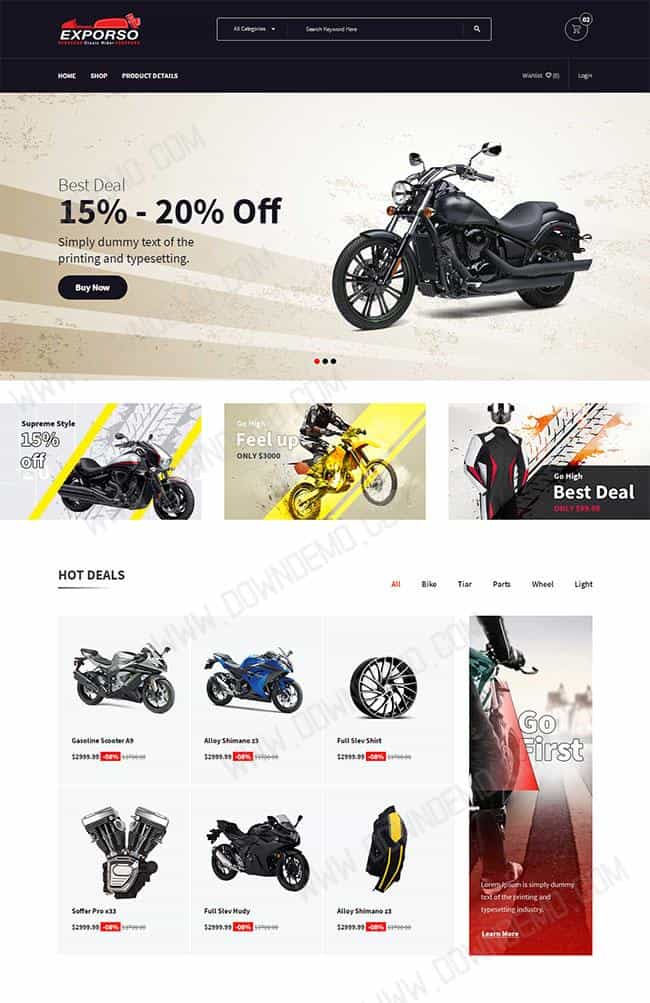 EXPORSO
Classic Rider
All Categories
Search Keyword Here
02
HOME
SHOP
PRODUCT DETAILS
Wishlist (0)
Login
Best Deal
15% - 20% Off
Simply dummy text of the
printing and typesetting.
Buy Now
Supreme Style
15%
off
Go High
Feel up
ONLY $3000
Go High
Best Deal
ONLY $99.99
HOT DEALS
All
Bike
Tiar
Parts
Wheel
Light
Gasoline Scooter A9
$2999.99 -08% $3700.00
Alloy Shimano z3
$2999.99 -08% $3700.00
Full Slev Shirt
$2999.99 -08% $3700.00
Go
First
Soffer Pro x33
$2999.99 -08% $3700.00
Full Slev Hudy
$2999.99 -08% $3700.00
Alloy Shimano z3
$2999.99 -08% $3700.00
Lorem Ipsum is simply dummy
text of the printing and
typesetting industry.
Learn More
WWW.DOWNDEMO.COM
WWW.DOWNDEMO.COM
WWW.DOWNDEMO.COM